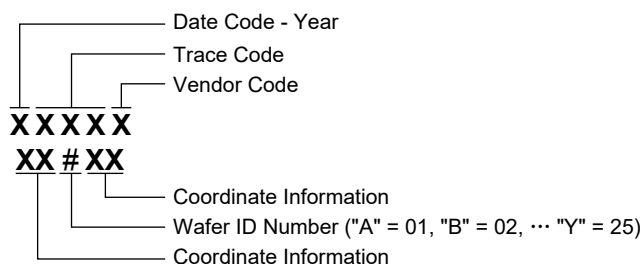 Date Code - Year
Trace Code
Vendor Code
XXXXX
XX # XX
Coordinate Information
Wafer ID Number ("A" = 01, "B" = 02, ··· "Y" = 25)
Coordinate Information